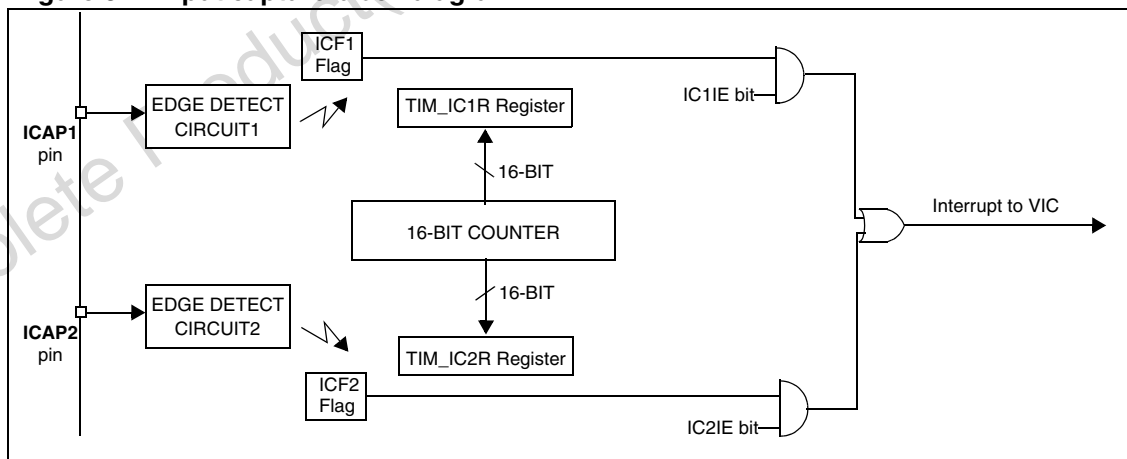 ICF1
Flag
IC1IE bit
EDGE DETECT
CIRCUIT1
TIM_IC1R Register
ICAP1
pin
16-BIT
16-BIT COUNTER
Interrupt to VIC
16-BIT
EDGE DETECT
CIRCUIT2
ICAP2
pin
TIM_IC2R Register
ICF2
Flag
IC2IE bit